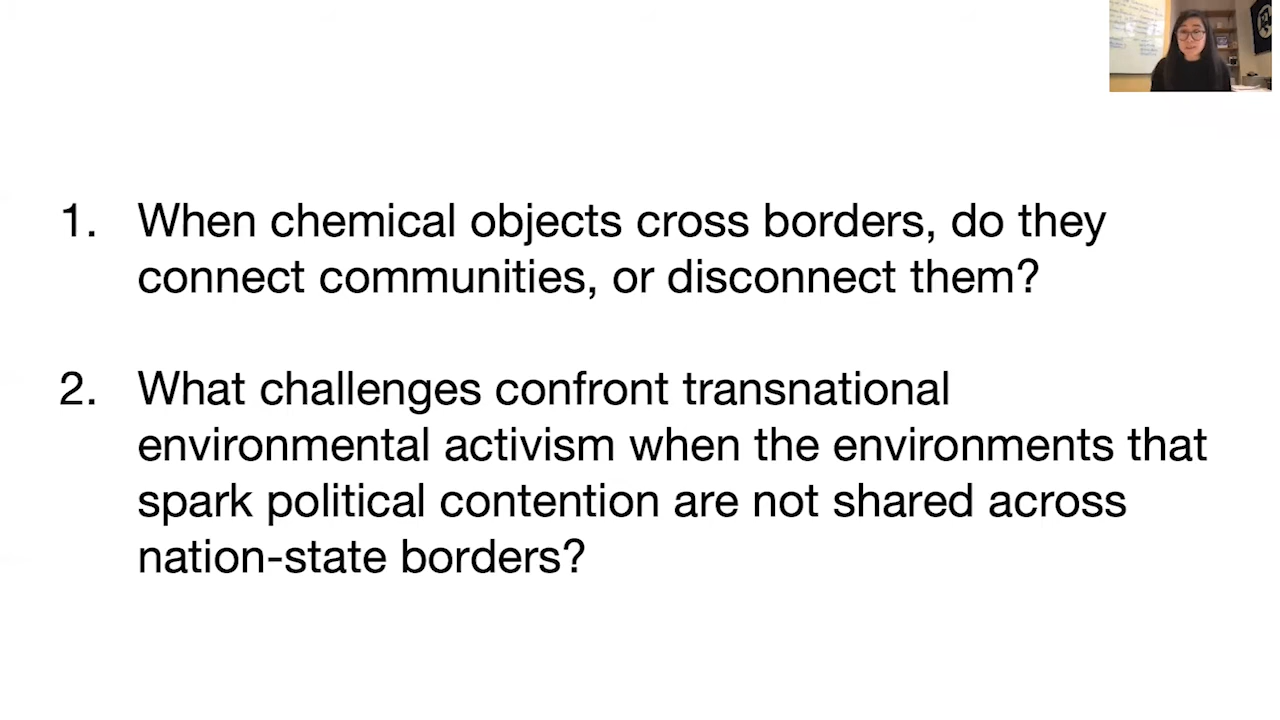 1. When chemical objects cross borders, do they
connect communities, or disconnect them?
2. What challenges confront transnational
environmental activism when the environments that
spark political contention are not shared across
nation-state borders?